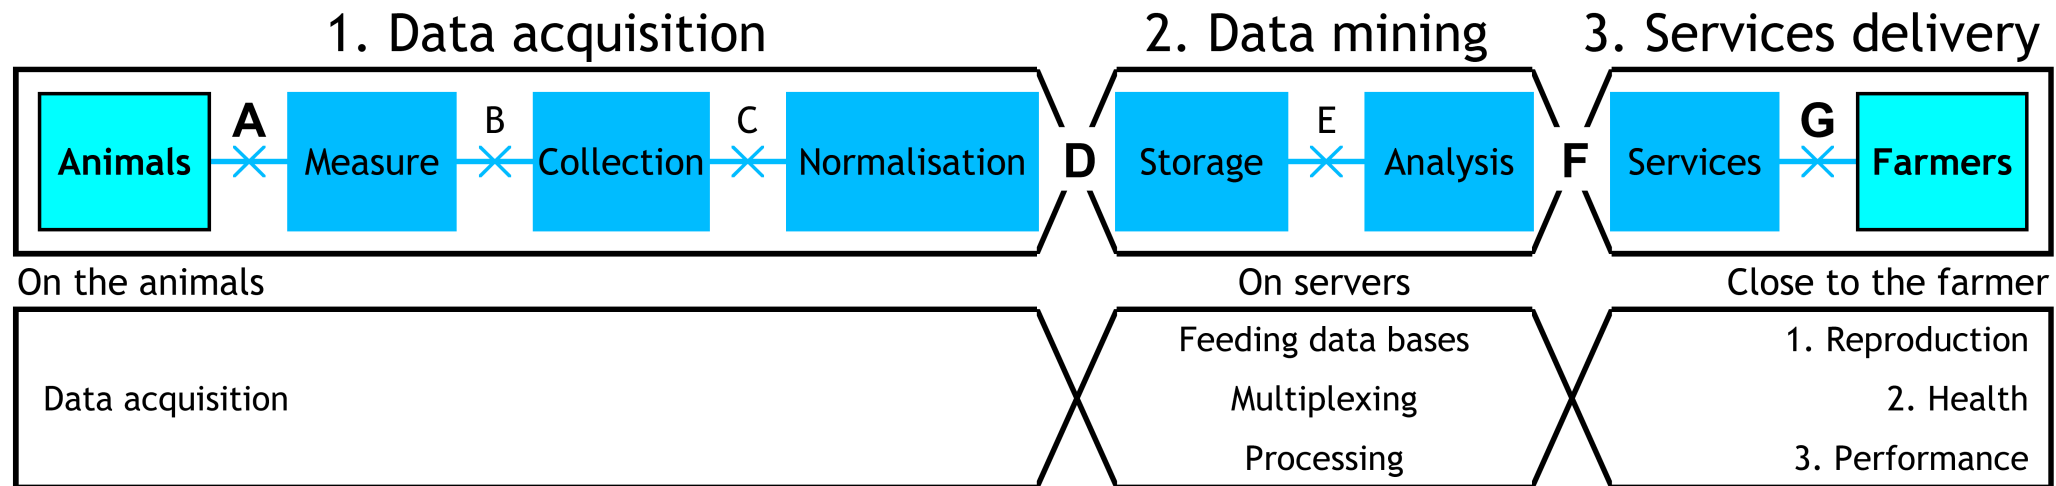 1. Data acquisition
2. Data mining
3. Services delivery
Animals
A
Measure
B
Collection
C
Normalisation
D
Storage
E
Analysis
F
Services
G
Farmers
On the animals
On servers
Close to the farmer
Data acquisition
Feeding data bases
Multiplexing
Processing
1. Reproduction
2. Health
3. Performance